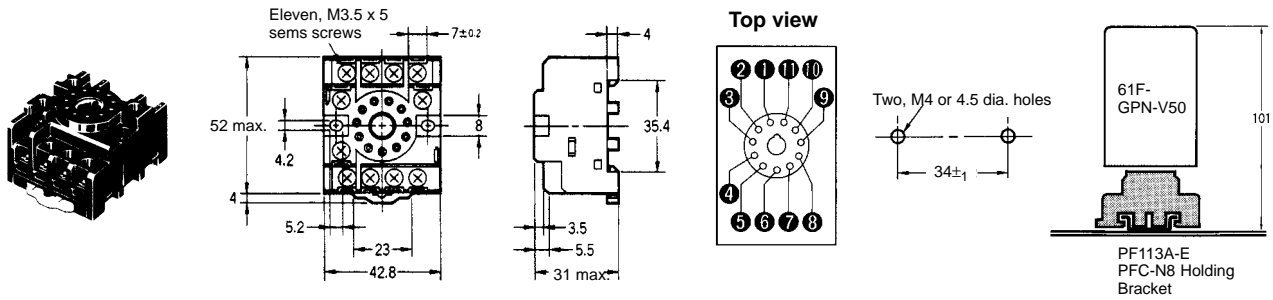 Eleven, M3.5 x 5
sems screws
7±0.2
52 max.
4.2
4
5.2
23
42.8
8
4
35.4
3.5
5.5
31 max.
Top view
2 1 11 10
3 9
4
5 6 7 8
Two, M4 or 4.5 dia. holes
34±1
61F-
GPN-V50
101
PF113A-E
PFC-N8 Holding
Bracket